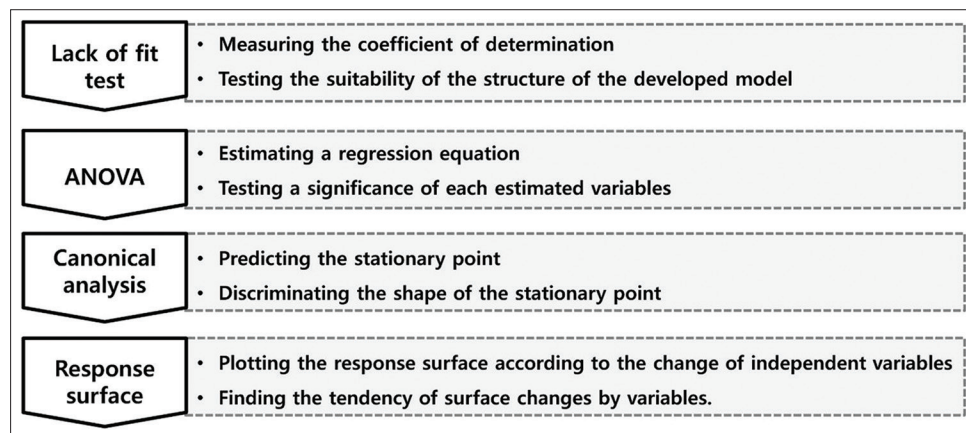 Lack of fit
test
• Measuring the coefficient of determination
• Testing the suitability of the structure of the developed model
ANOVA
• Estimating a regression equation
• Testing a significance of each estimated variables
Canonical
analysis
• Predicting the stationary point
• Discriminating the shape of the stationary point
Response
surface
• Plotting the response surface according to the change of independent variables
• Finding the tendency of surface changes by variables.